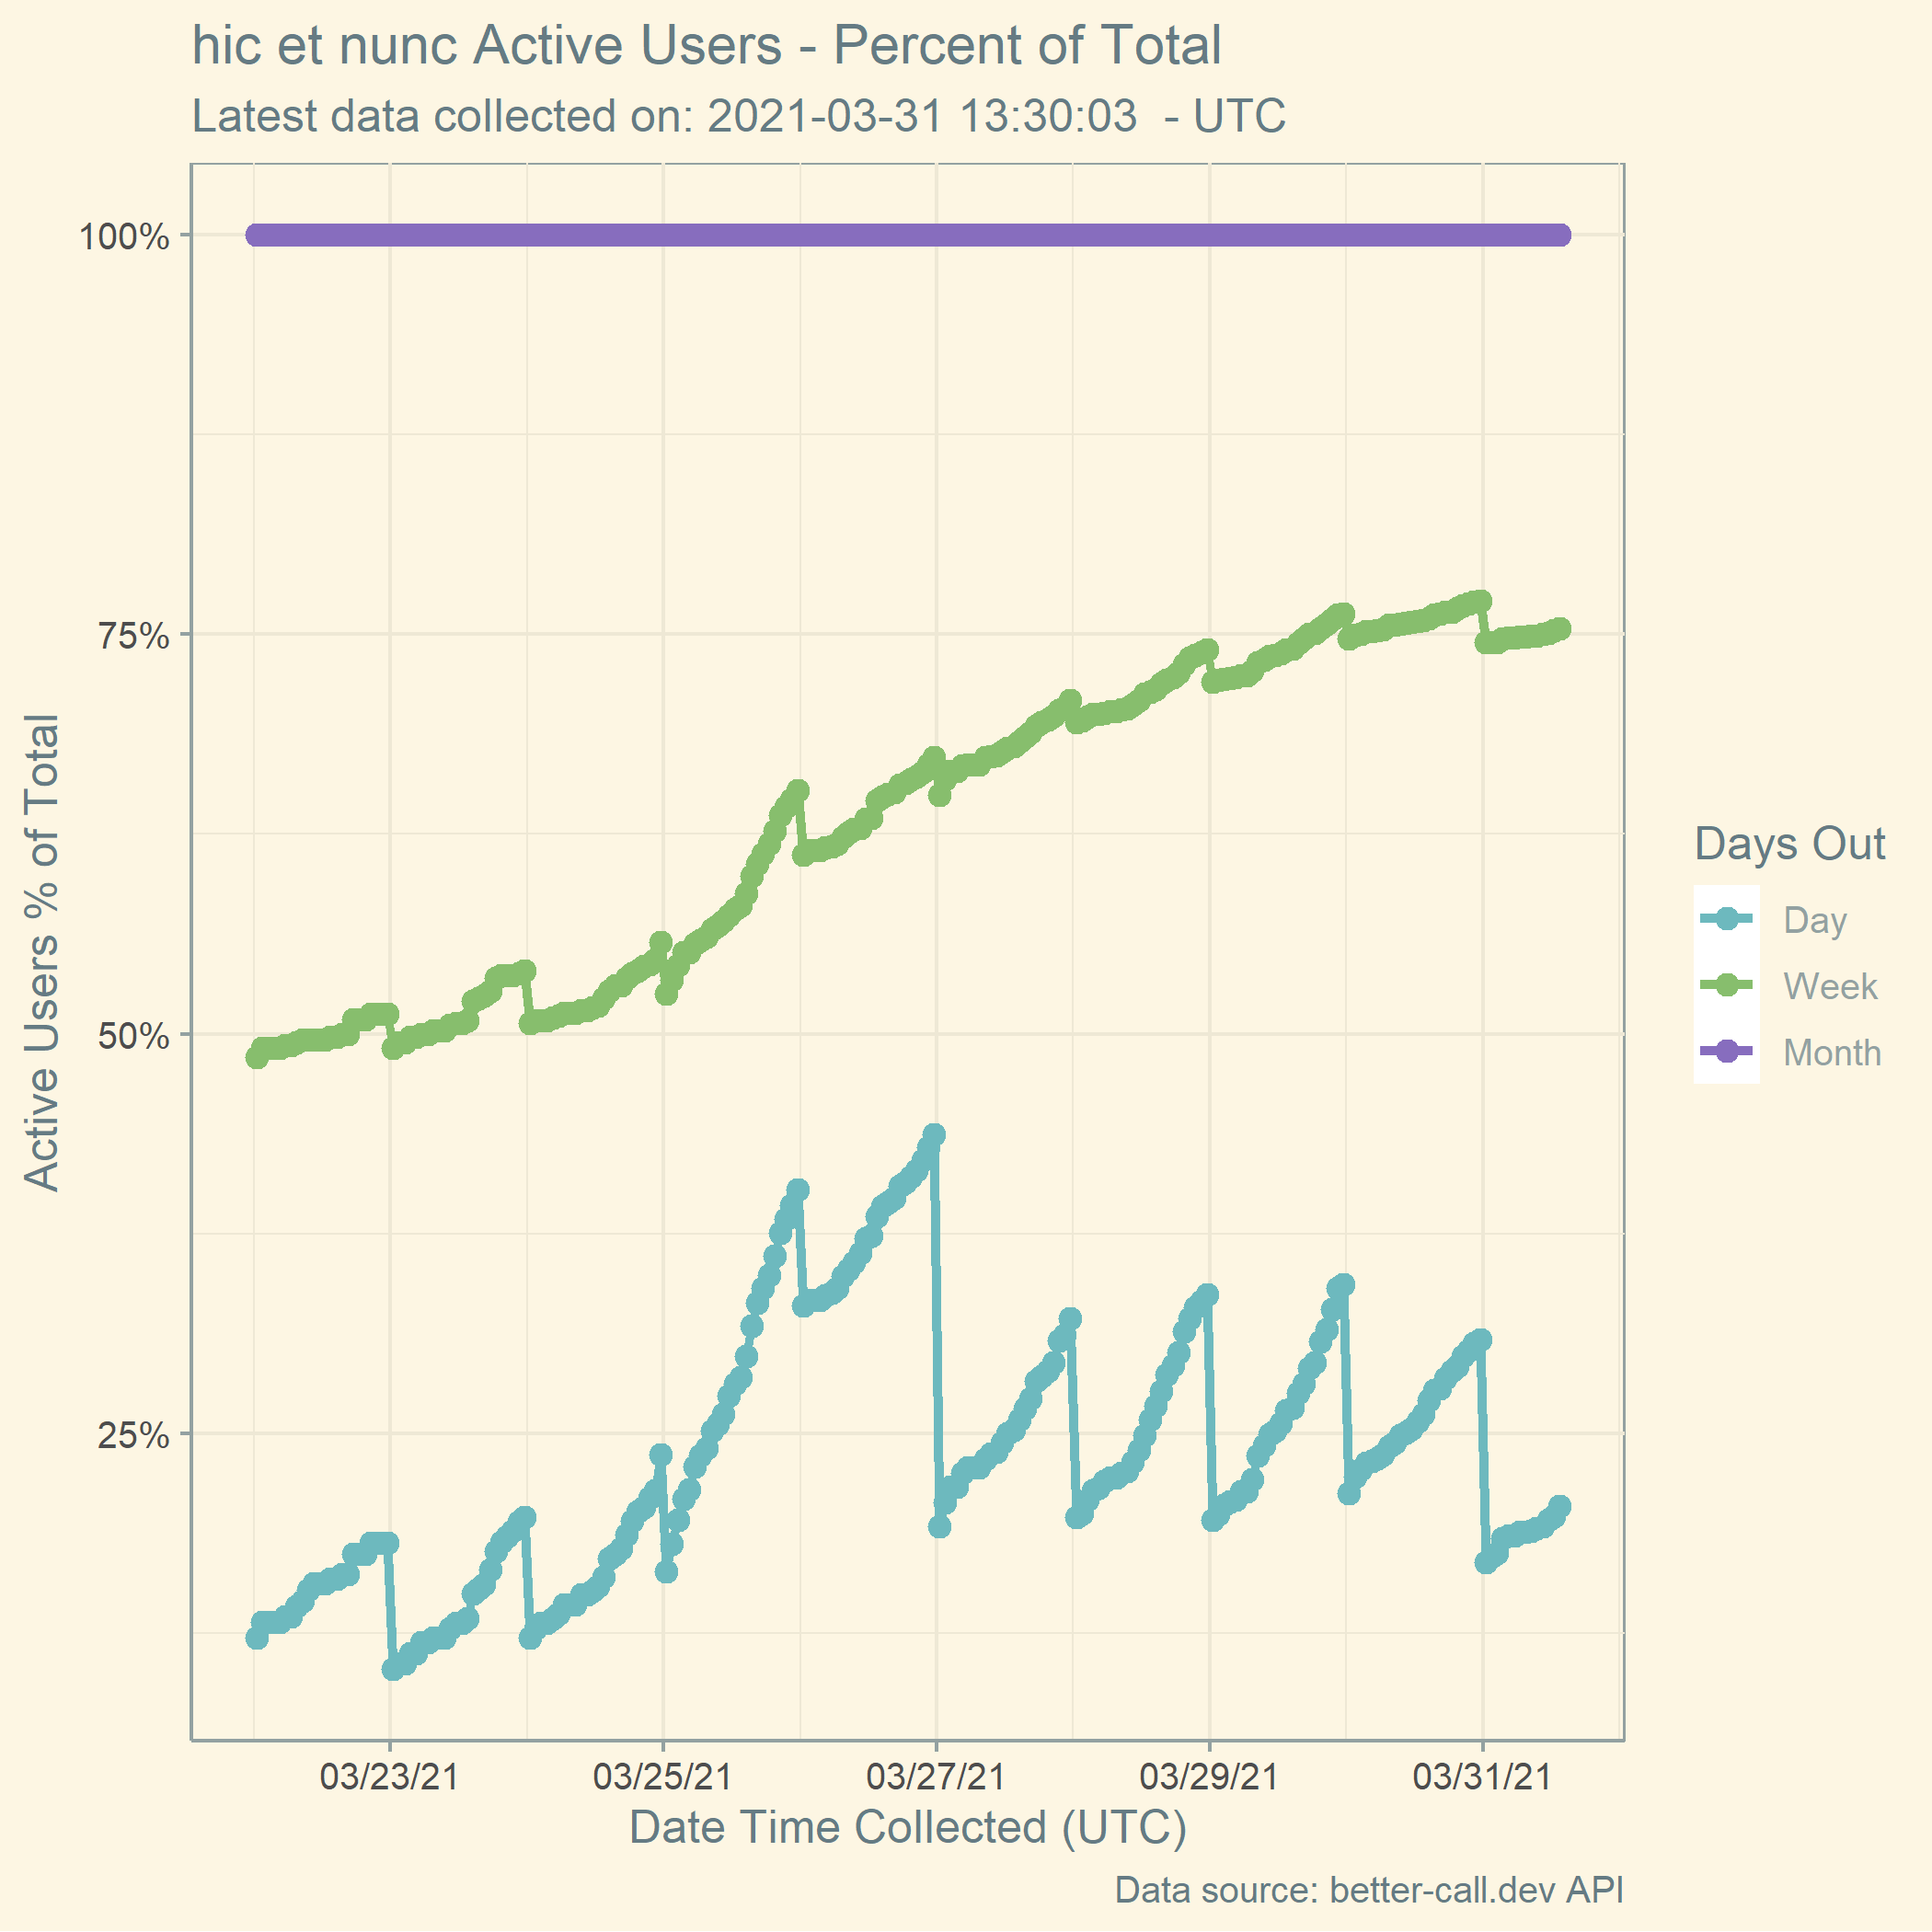 hic et nunc Active Users - Percent of Total
Latest data collected on: 2021-03-31 13:30:03  - UTC
100%
75%
50%
25%
Active Users % of Total
03/23/21 03/25/21 03/27/21 03/29/21 03/31/21
Date Time Collected (UTC)
Days Out
Day
Week
Month
Data source: better-call.dev API